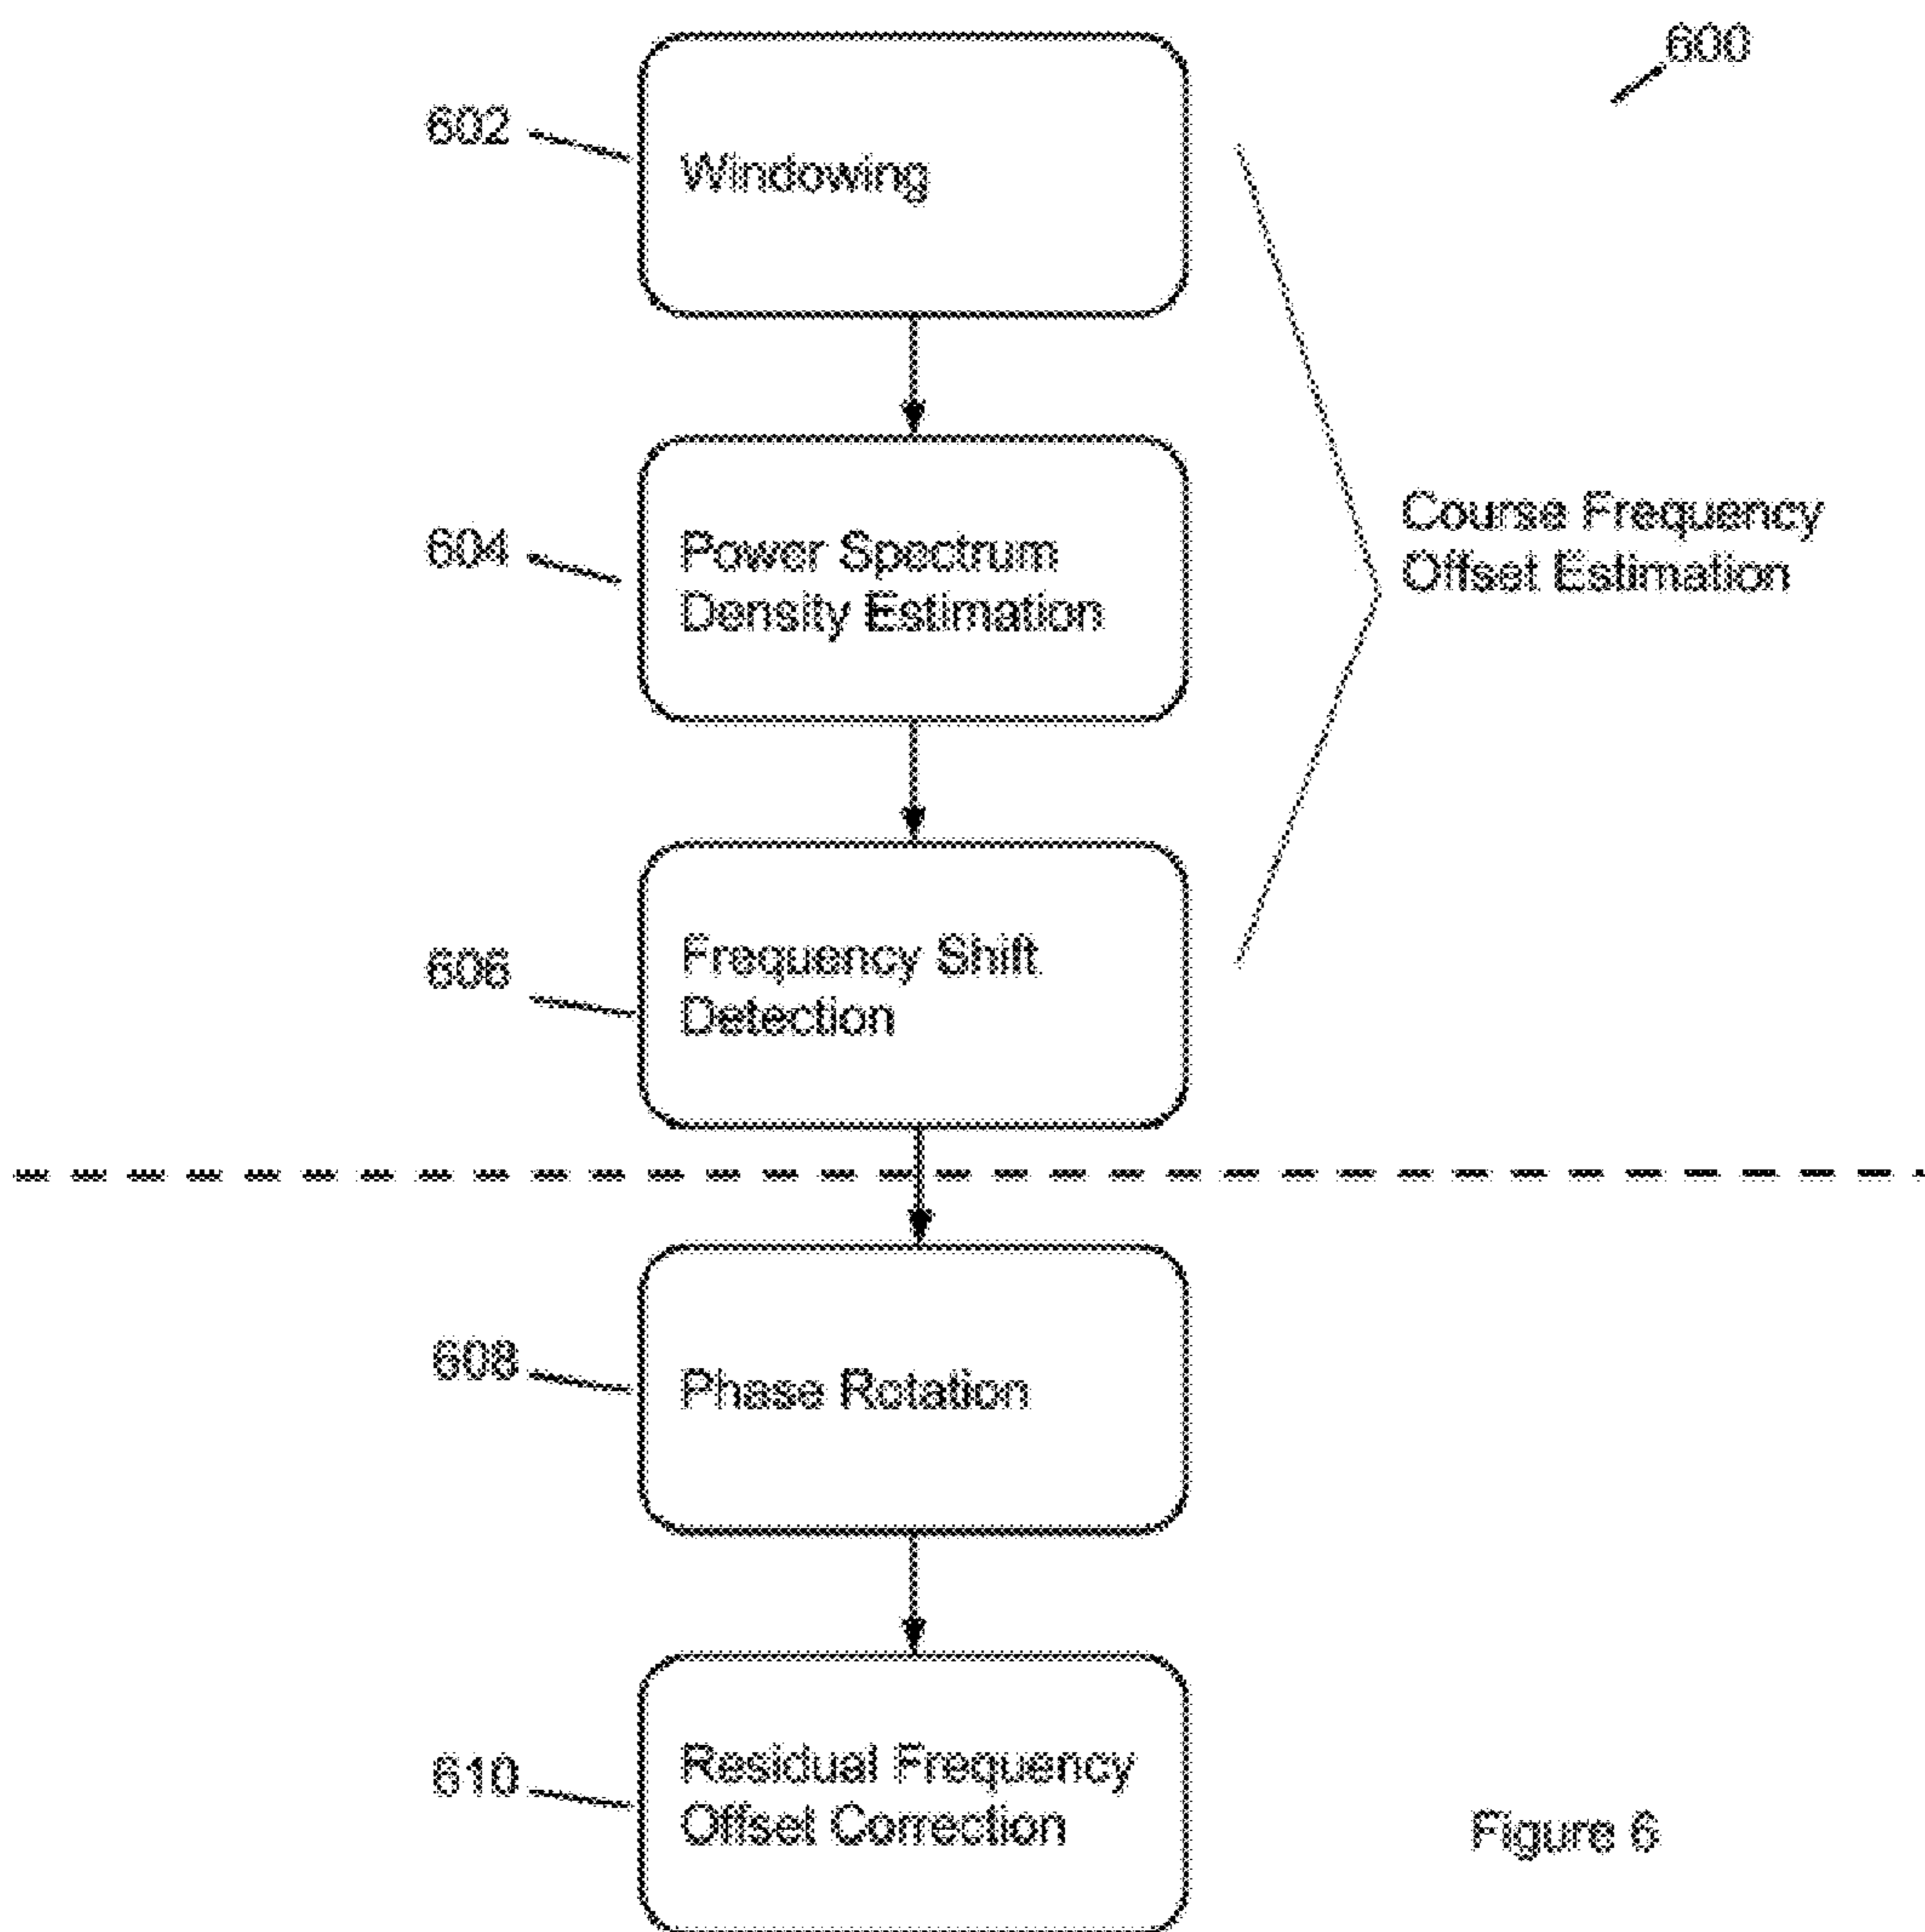 600
602
Windowing
604
Power Spectrum
Density Estimation
Course Frequency
Offset Estimation
606
Frequency Shift
Detection
608
Phase Rotation
610
Residual Frequency
Offset Correction
Figure 6